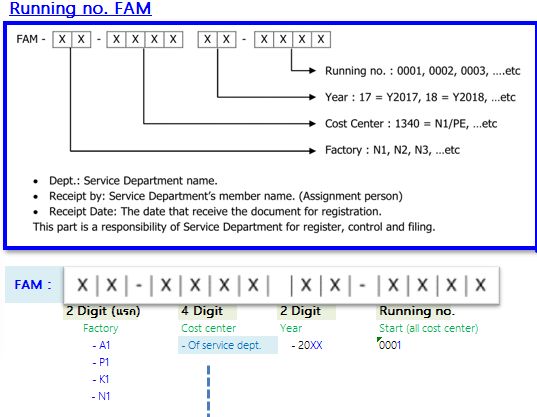 Running no. FAM
FAM - X X - X X X X X X - X X X X
Running no. : 0001, 0002, 0003, ....etc
Year : 17 = Y2017, 18 = Y2018, ...etc
Cost Center : 1340 = N1/PE, ...etc
Factory : N1, N2, N3, ...etc
• Dept.: Service Department name.
• Receipt by: Service Department's member name. (Assignment person)
• Receipt Date: The date that receive the document for registration.
This part is a responsibility of Service Department for register, control and filing.
FAM : X | X | - | X | X | X | X | | X | X | - | X | X | X | X
2 Digit (แรก) 4 Digit 2 Digit Running no.
Factory Cost center Year Start (all cost center)
- A1 - Of service dept. - 20XX 0001
- P1
- K1
- N1